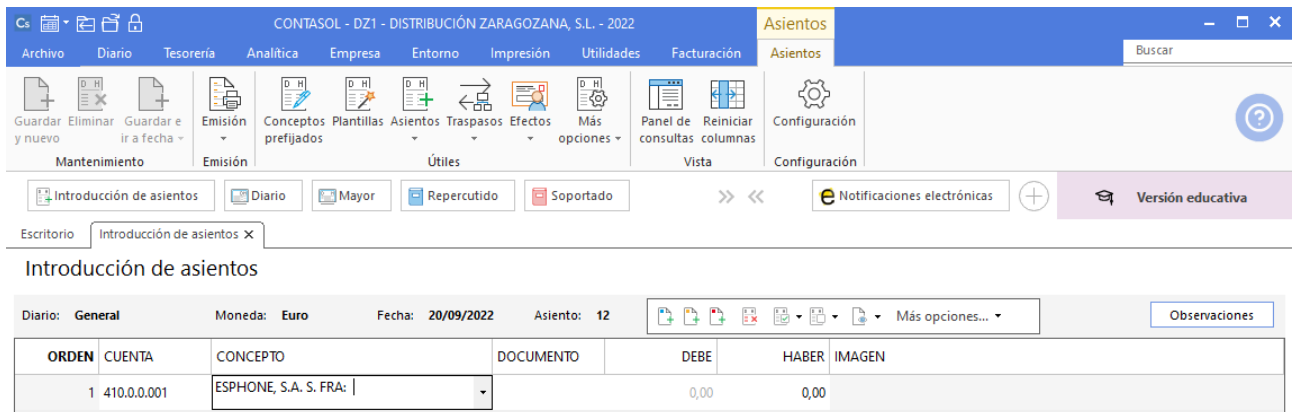 Cs CONTASOL - DZ1 - DISTRIBUCIÓN ZARAGOZANA, S.L. - 2022 Asientos
Archivo Diario Tesorería Analítica Empresa Entorno Impresión Utilidades Facturación Asientos Buscar
D H D H D H D H D H
Guardar Eliminar Guardar e Emisión Conceptos Plantillas Asientos Traspasos Efectos Más Panel de Reiniciar Configuración
y nuevo ir a fecha prefijados opciones consultas columnas
Mantenimiento Emisión Útiles Vista Configuración
Introducción de asientos Diario Mayor Repercutido Soportado e Notificaciones electrónicas Versión educativa
Escritorio Introducción de asientos
Introducción de asientos
Diario: General Moneda: Euro Fecha: 20/09/2022 Asiento: 12 Más opciones... Observaciones
ORDEN CUENTA CONCEPTO DOCUMENTO DEBE HABER IMAGEN
1 410.0.0.001 ESPHONE, S.A. S. FRA: 0,00 0,00